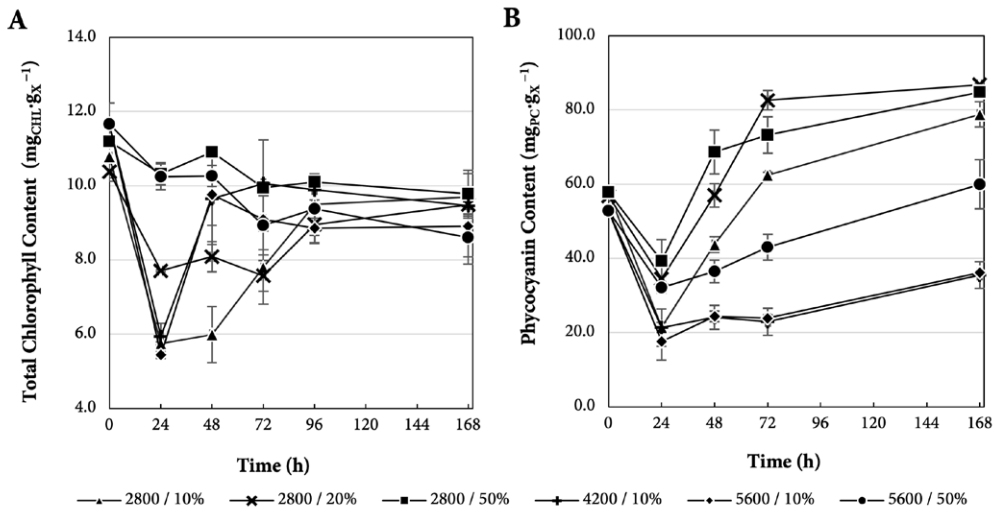 A
Total Chlorophyll Content (mgCHL·gX⁻¹)
14.0
12.0
10.0
8.0
6.0
4.0
0 24 48 72 96 120 144 168
Time (h)
B
Phycocyanin Content (mgPC·gX⁻¹)
100.0
80.0
60.0
40.0
20.0
0.0
0 24 48 72 96 120 144 168
Time (h)
2800 / 10% 2800 / 20% 2800 / 50% 4200 / 10% 5600 / 10% 5600 / 50%